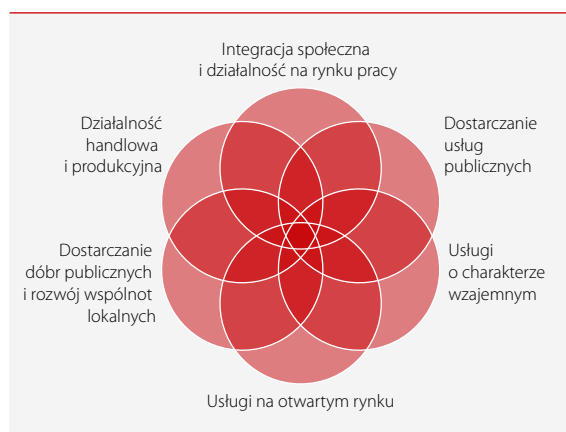 Integracja społeczna
i działalność na rynku pracy
Działalność
handlowa
i produkcyjna
Dostarczanie
usług
publicznych
Dostarczanie
dóbr publicznych
i rozwój wspólnot
lokalnych
Usługi
o charakterze
wzajemnym
Usługi na otwartym rynku